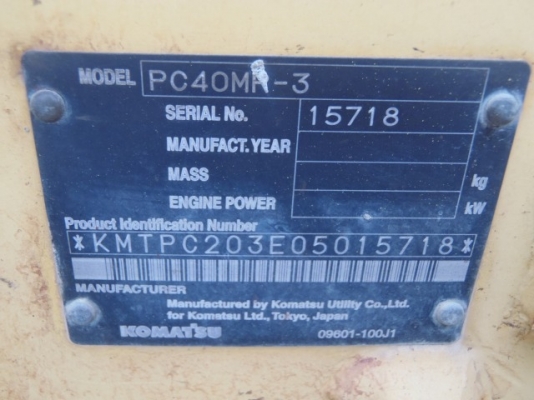 MODEL PC40MR-3
SERIAL No. 15718
MANUFACT. YEAR
MASS kg
ENGINE POWER kW
Product Identification Number
*KMTPC203E05015718*
MANUFACTURER
Manufactured by Komatsu Utility Co.,Ltd.
for Komatsu Ltd., Tokyo, Japan
KOMATSU 09601-100J1